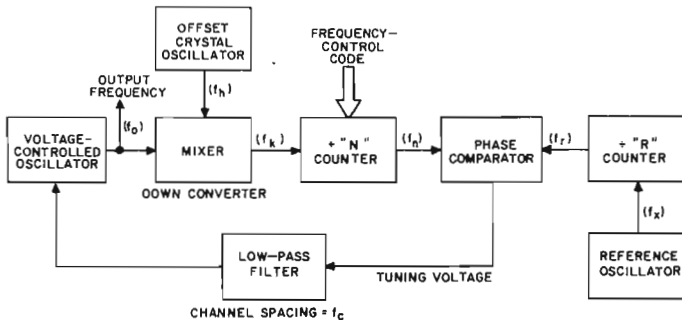 OFFSET
CRYSTAL
OSCILLATOR
FREQUENCY-
CONTROL
CODE
OUTPUT
FREQUENCY
(fh)
(fo)
VOLTAGE-
CONTROLLED
OSCILLATOR
MIXER
(fk)
÷ "N"
COUNTER
(fn)
PHASE
COMPARATOR
(fr)
÷ "R"
COUNTER
DOWN CONVERTER
(fx)
LOW-PASS
FILTER
TUNING VOLTAGE
REFERENCE
OSCILLATOR
CHANNEL SPACING = fc